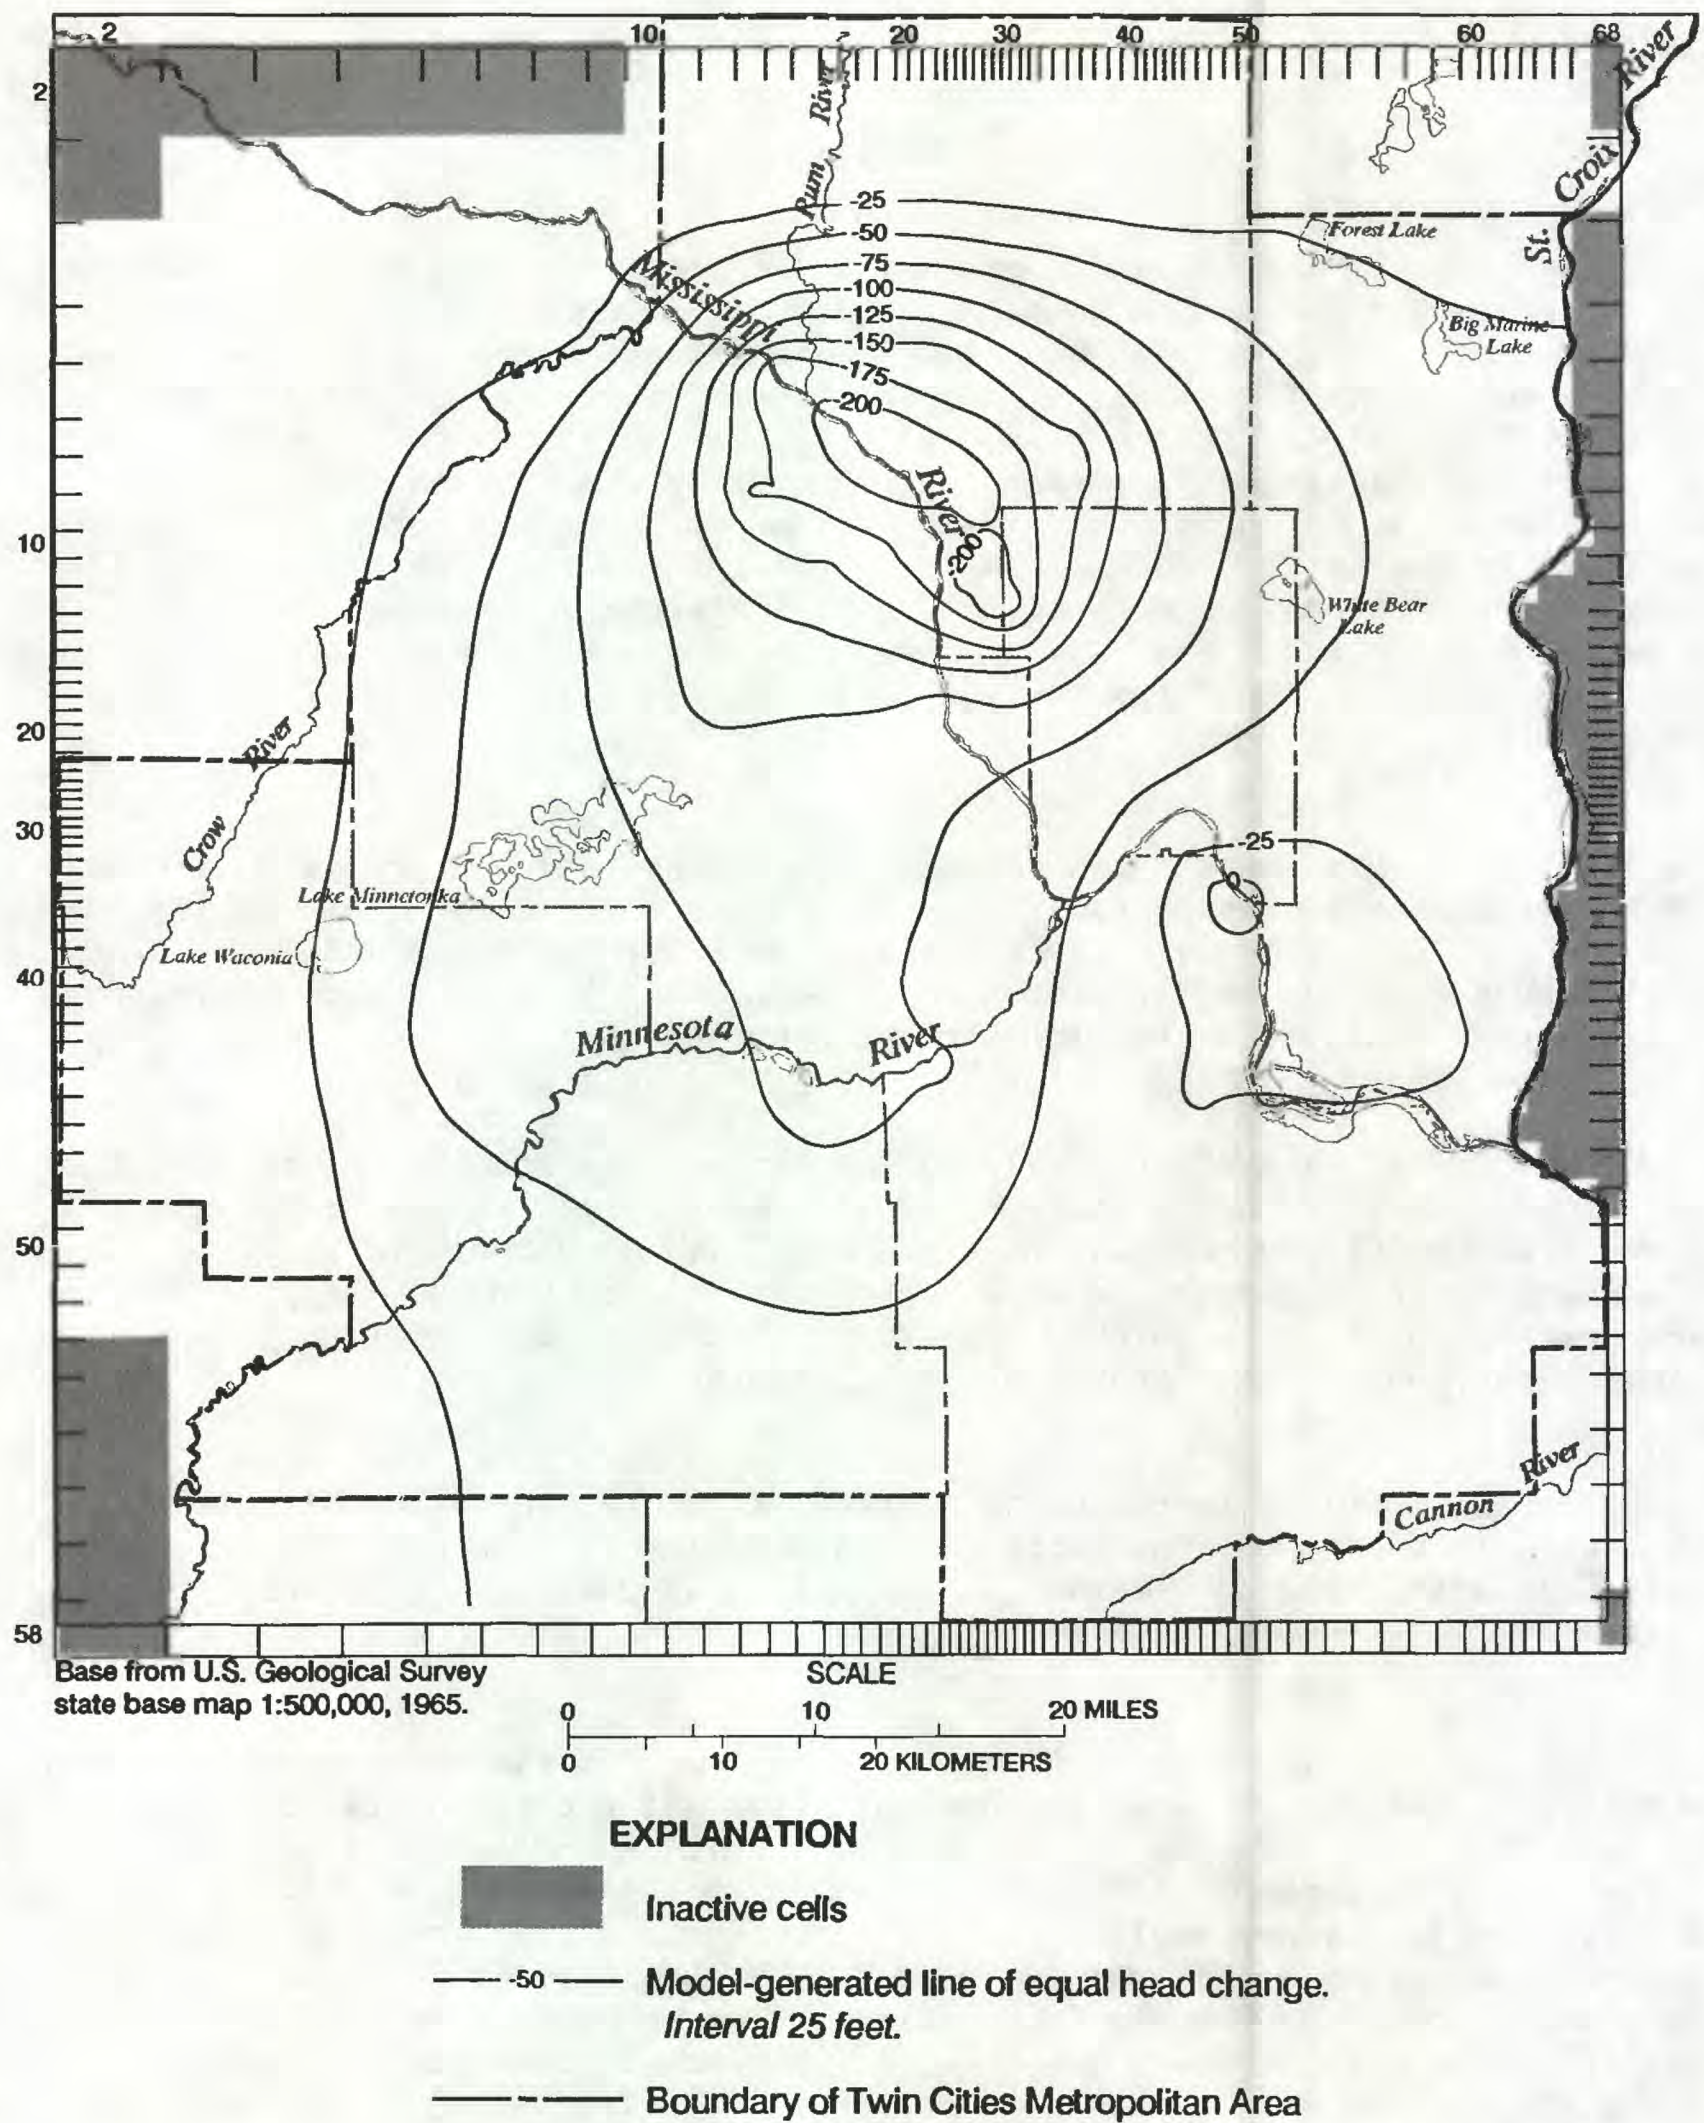 2 10 20 30 40 50 60 68
2
10
20
30
40
50
58
River
Croix
St.
Rum River
-25
-50
-75
-100
-125
-150
-175
-200
-200
Mississippi
River
Forest Lake
Big Marine
Lake
White Bear
Lake
Crow River
Lake Minnetonka
Lake Waconia
-25
0
Minnesota River
Cannon River
Base from U.S. Geological Survey
state base map 1:500,000, 1965.
SCALE
0 10 20 MILES
0 10 20 KILOMETERS
EXPLANATION
Inactive cells
-50 Model-generated line of equal head change.
Interval 25 feet.
Boundary of Twin Cities Metropolitan Area